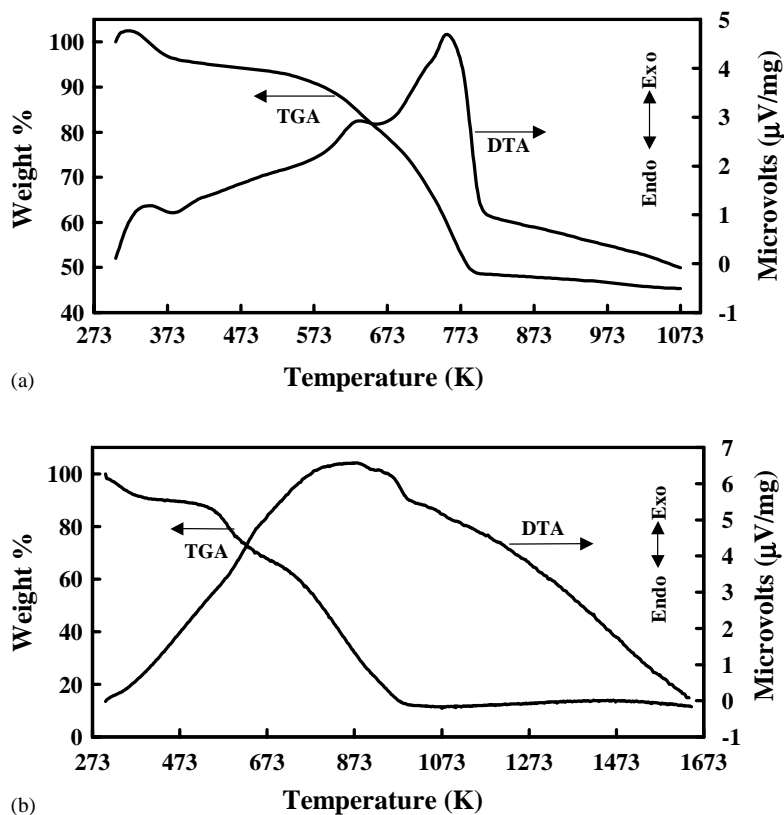 100
90
80
70
60
50
40
Weight %
TGA
DTA
Endo Exo
5
4
3
2
1
0
-1
Microvolts (µV/mg)
273 373 473 573 673 773 873 973 1073
Temperature (K)
(a)
100
80
60
40
20
0
Weight %
TGA
DTA
Endo Exo
7
6
5
4
3
2
1
0
-1
Microvolts (µV/mg)
273 473 673 873 1073 1273 1473 1673
Temperature (K)
(b)